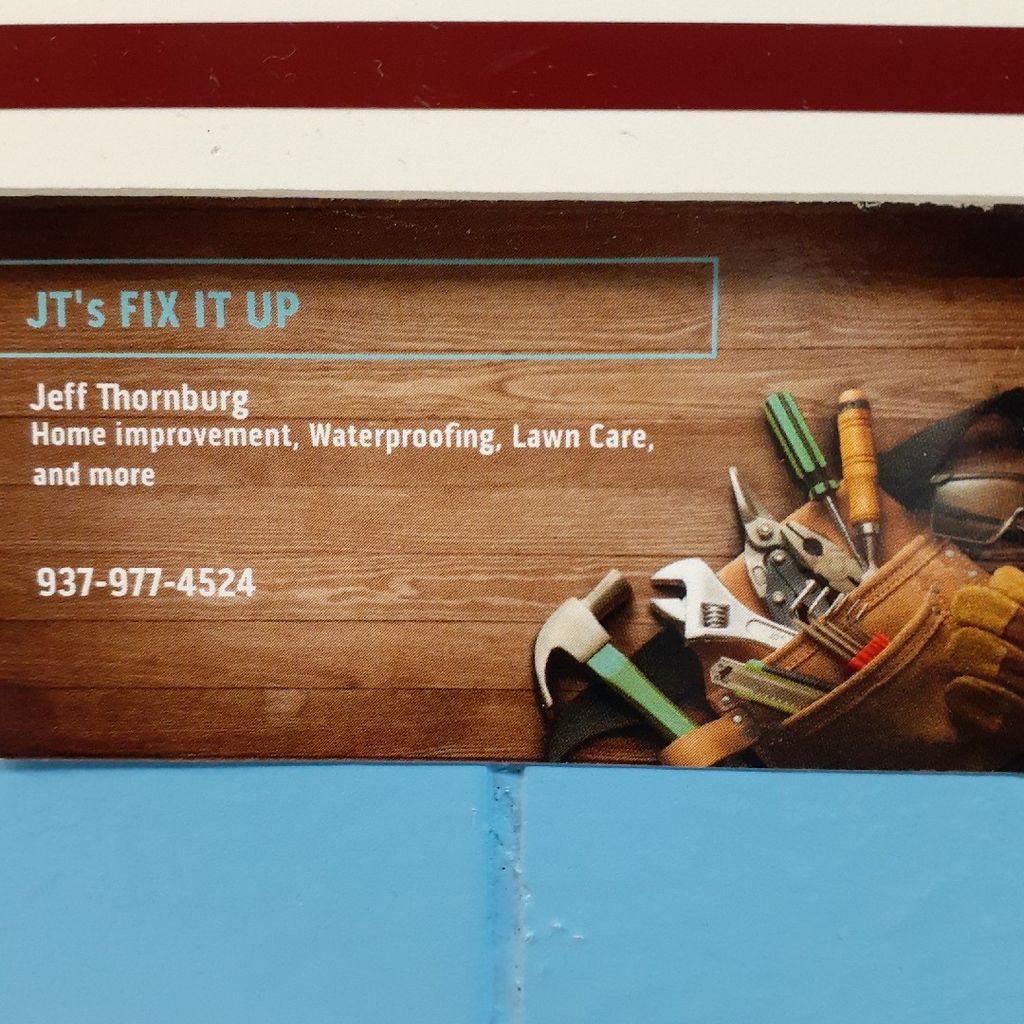 JT's FIX IT UP
Jeff Thornburg
Home improvement, Waterproofing, Lawn Care,
and more
937-977-4524